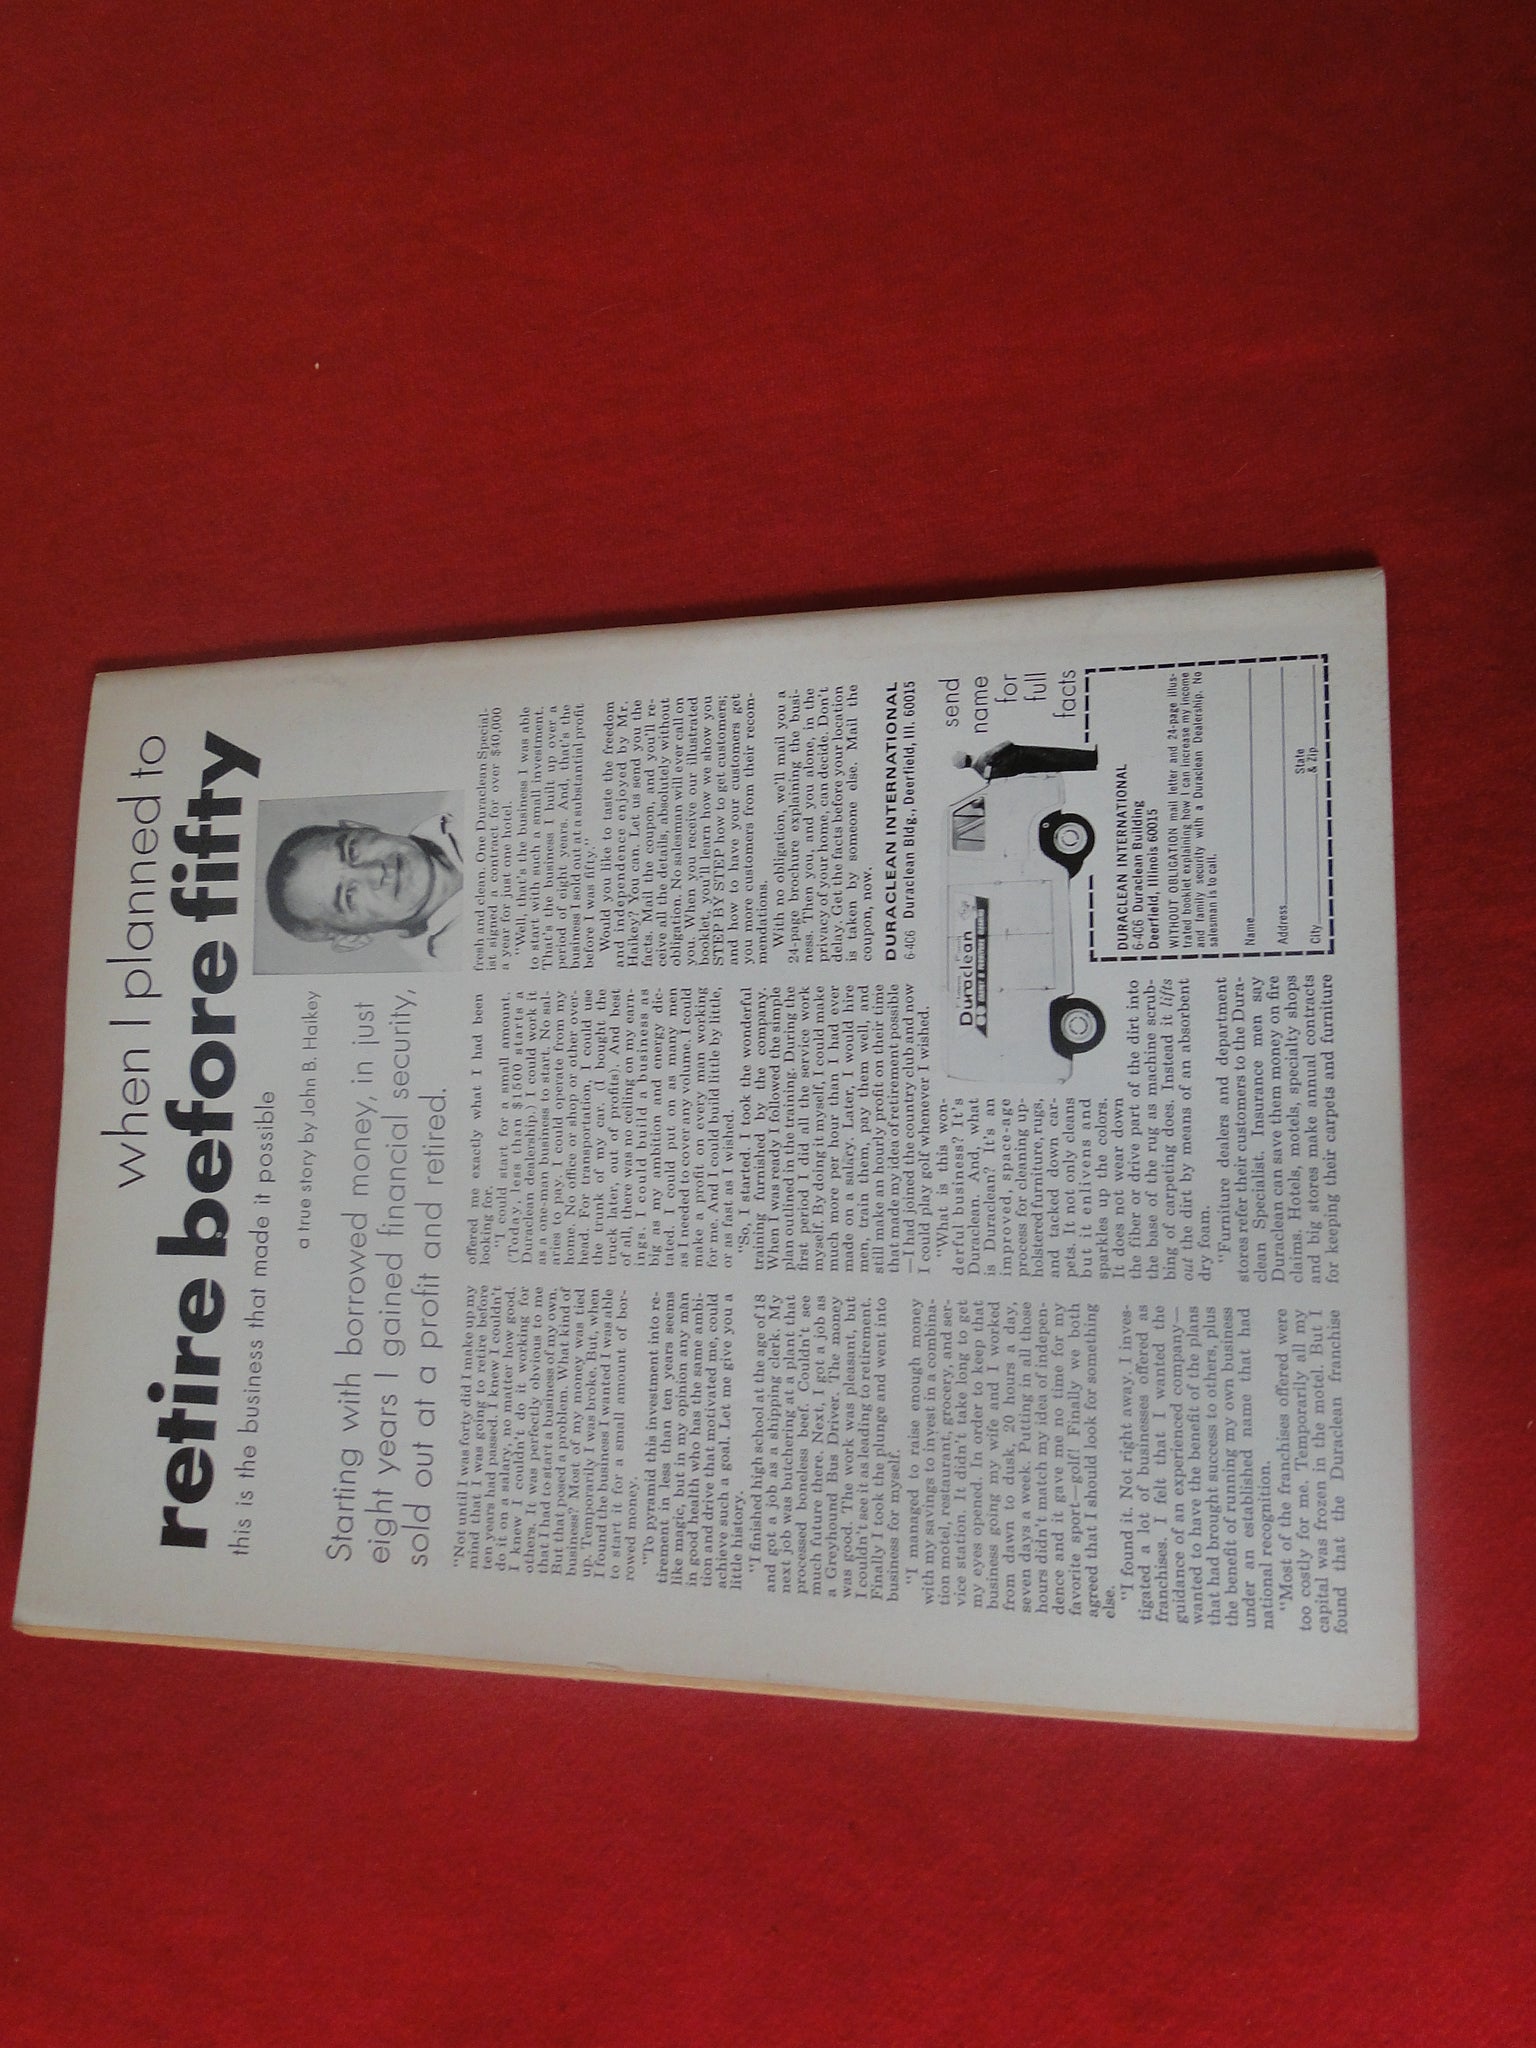 when I planned to
retire before fifty
this is the business that made it possible
a true story by John B. Haikey
Starting with borrowed money, in just
eight years I gained financial security,
sold out at a profit and retired.
"Not until I was forty did I make up my
mind that I was going to retire before
ten years had passed. I knew I couldn't
do it on a salary, no matter how good.
I knew I couldn't do it working for
others. It was perfectly obvious to me
that I had to start a business of my own.
But that posed a problem. What kind of
business? Most of my money was tied
up. Temporarily I was broke. But, when
I found the business I wanted I was able
to start it for a small amount of bor-
rowed money.
"To pyramid this investment into re-
tirement in less than ten years seems
like magic, but in my opinion any man
in good health who has the same ambi-
tion and drive that motivated me, could
achieve such a goal. Let me give you a
little history.
"I finished high school at the age of 18
and got a job as a shipping clerk. My
next job was butchering at a plant that
processed boneless beef. Couldn't see
much future there. Next, I got a job as
a Greyhound Bus Driver. The money
was good. The work was pleasant, but
I couldn't see it as leading to retirement.
Finally I took the plunge and went into
business for myself.
"I managed to raise enough money
with my savings to invest in a combina-
tion motel, restaurant, grocery, and ser-
vice station. It didn't take long to get
my eyes opened. In order to keep that
business going my wife and I worked
from dawn to dusk, 20 hours a day,
seven days a week. Putting in all those
hours didn't match my idea of indepen-
dence and it gave me no time for my
favorite sport—golf! Finally we both
agreed that I should look for something
else.
"I found it. Not right away. I inves-
tigated a lot of businesses offered as
franchises. I felt that I wanted the
guidance of an experienced company—
wanted to have the benefit of the plans
that had brought success to others, plus
the benefit of running my own business
under an established name that had
national recognition.
"Most of the franchises offered were
too costly for me. Temporarily all my
capital was frozen in the motel. But I
found that the Duraclean franchise
offered me exactly what I had been
looking for.
"I could start for a small amount.
(Today, less than $1500 starts a
Duraclean dealership.) I could work it
as a one-man business to start. No sal-
aries to pay. I could operate from my
home. No office or shop or other over-
head. For transportation, I could use
the trunk of my car. (I bought the
truck later, out of profits). And best
of all, there was no ceiling on my earn-
ings. I could build a business as
big as my ambition and energy dic-
tated. I could put on as many men
as I needed to cover any volume. I could
make a profit on every man working
for me. And I could build little by little,
or as fast as I wished.
"So, I started. I took the wonderful
training furnished by the company.
When I was ready I followed the simple
plan outlined in the training. During the
first period I did all the service work
myself. By doing it myself, I could make
much more per hour than I had ever
made on a salary. Later, I would hire
men, train them, pay them well, and
still make an hourly profit on their time
that made my idea of retirement possible
—I had joined the country club and now
I could play golf whenever I wished.
"What is this won-
derful business? It's
Duraclean. And, what
is Duraclean? It's an
improved, space-age
process for cleaning up-
holstered furniture, rugs,
and tacked down car-
pets. It not only cleans
but it enlivens and
sparkles up the colors.
It does not wear down
the fiber or drive part of the dirt into
the base of the rug as machine scrub-
bing of carpeting does. Instead it lifts
out the dirt by means of an absorbent
dry foam.
"Furniture dealers and department
stores refer their customers to the Dura-
clean Specialist. Insurance men say
Duraclean can save them money on fire
claims. Hotels, motels, specialty shops
and big stores make annual contracts
for keeping their carpets and furniture
fresh and clean. One Duraclean Special-
ist signed a contract for over $40,000
a year for just one hotel.
"Well, that's the business I was able
to start with such a small investment.
That's the business I built up over a
period of eight years. And, that's the
business I sold out at a substantial profit
before I was fifty."
Would you like to taste the freedom
and independence enjoyed by Mr.
Haikey? You can. Let us send you the
facts. Mail the coupon, and you'll re-
ceive all the details, absolutely without
obligation. No salesman will ever call on
you. When you receive our illustrated
booklet, you'll learn how we show you
STEP BY STEP how to get customers;
and how to have your customers get
you more customers from their recom-
mendations.
With no obligation, we'll mail you a
24-page brochure explaining the busi-
ness. Then you, and you alone, in the
privacy of your home, can decide. Don't
delay. Get the facts before your location
is taken by someone else. Mail the
coupon, now.
DURACLEAN INTERNATIONAL
6-4C6 Duraclean Bldg., Deerfield, Ill. 60015
Duraclean
send
name
for
full
facts
DURACLEAN INTERNATIONAL
6-4C6 Duraclean Building
Deerfield, Illinois 60015
WITHOUT OBLIGATION mail letter and 24-page illus-
trated booklet explaining how I can increase my income
and family security with a Duraclean Dealership. No
salesman is to call.
Name
Address
City
State
& Zip